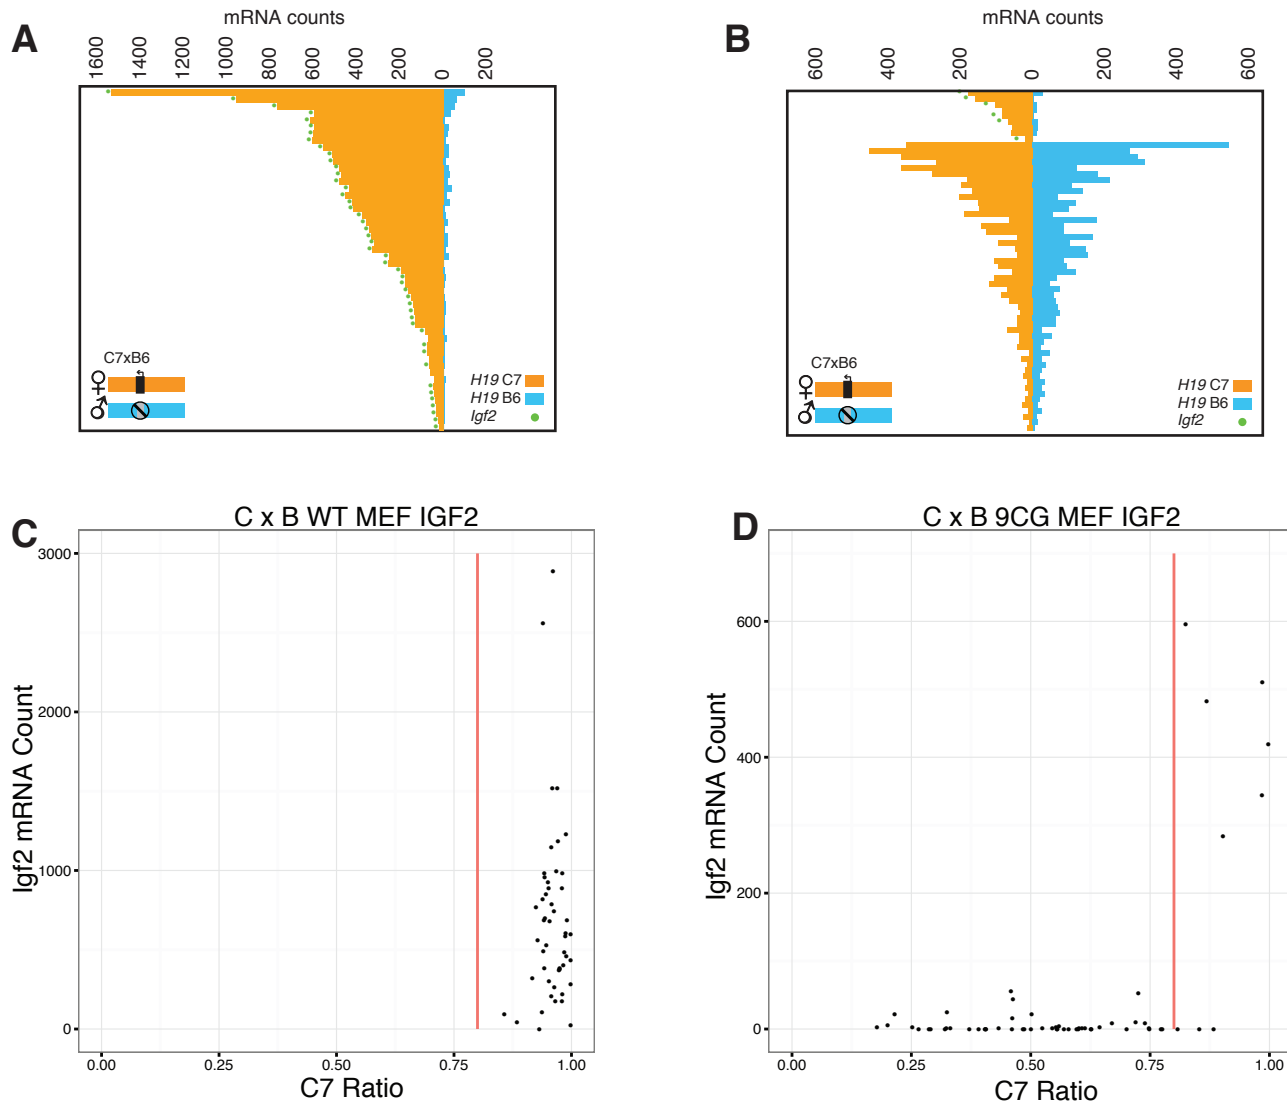 A
mRNA counts
1600 1400 1200 1000 800 600 400 200 0 200
C7xB6
H19 C7
H19 B6
Igf2
B
mRNA counts
600 400 200 0 200 400 600
C7xB6
H19 C7
H19 B6
Igf2
C
C x B WT MEF IGF2
Igf2 mRNA Count
3000
2000
1000
0
0.00 0.25 0.50 0.75 1.00
C7 Ratio
D
C x B 9CG MEF IGF2
Igf2 mRNA Count
600
400
200
0
0.00 0.25 0.50 0.75 1.00
C7 Ratio